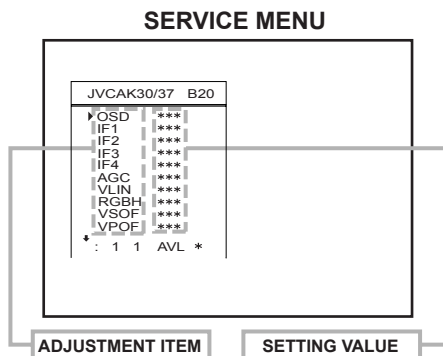 SERVICE MENU
JVCAK30/37 B20
OSD ***
IF1 ***
IF2 ***
IF3 ***
IF4 ***
AGC ***
VLIN ***
RGBH ***
VSOF ***
VPOF ***
: 1 1 AVL *
ADJUSTMENT ITEM SETTING VALUE